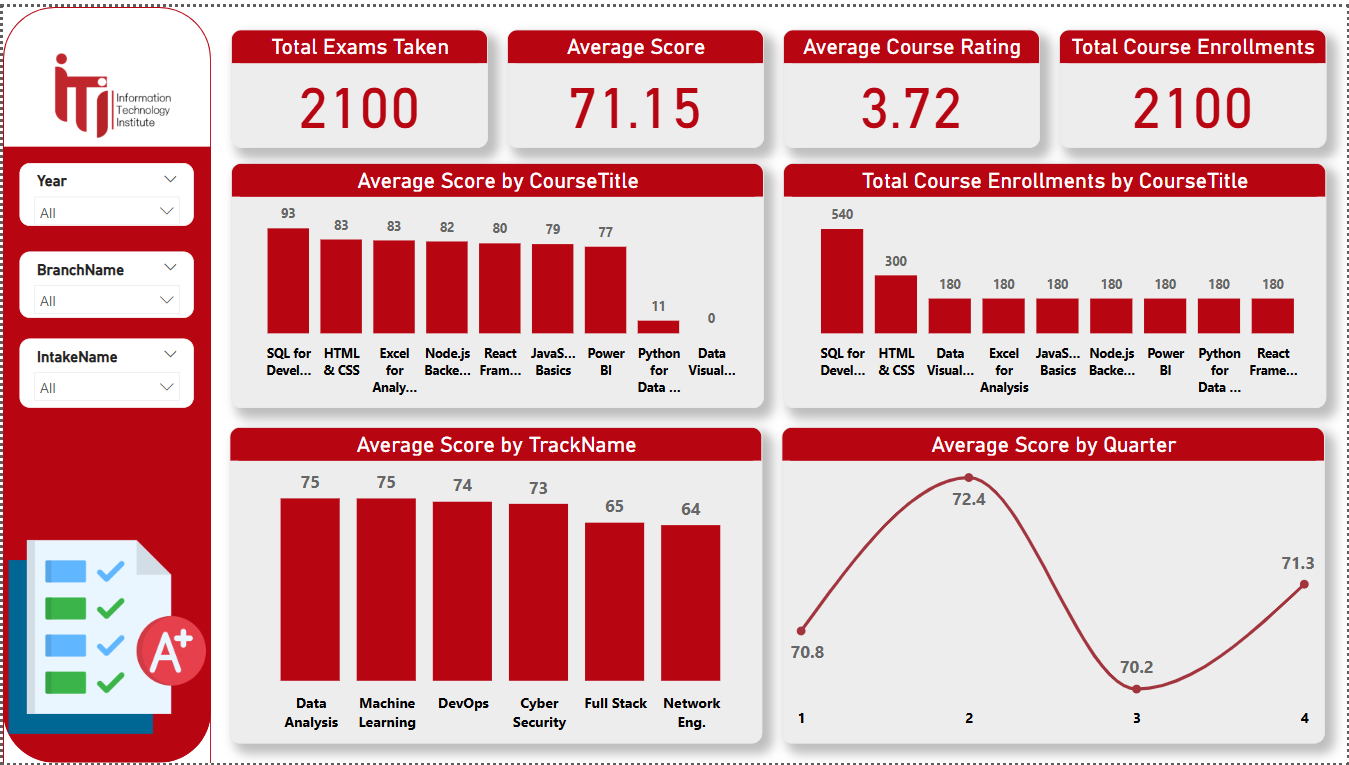 iTi
Information
Technology
Institute
Year
All
BranchName
All
IntakeName
All
A+
Total Exams Taken
2100
Average Score
71.15
Average Course Rating
3.72
Total Course Enrollments
2100
Average Score by CourseTitle
93
83
83
82
80
79
77
11
0
SQL for
Devel...
HTML
& CSS
Excel
for
Analy...
Node.js
Backe...
React
Fram...
JavaS...
Basics
Power
BI
Python
for
Data ...
Data
Visual...
Total Course Enrollments by CourseTitle
540
300
180
180
180
180
180
180
180
SQL for
Devel...
HTML
& CSS
Data
Visual...
Excel
for
Analysis
JavaS...
Basics
Node.js
Backe...
Power
BI
Python
for
Data ...
React
Frame...
Average Score by TrackName
75
75
74
73
65
64
Data
Analysis
Machine
Learning
DevOps
Cyber
Security
Full Stack
Network
Eng.
Average Score by Quarter
70.8
72.4
70.2
71.3
1
2
3
4